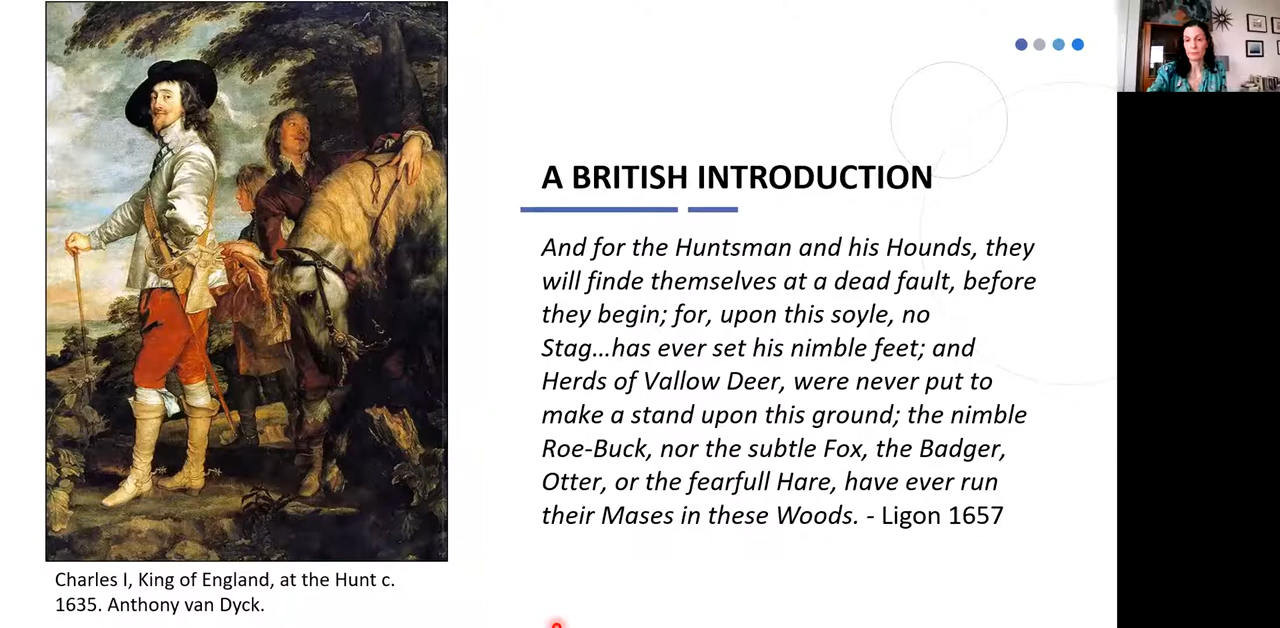 A BRITISH INTRODUCTION
And for the Huntsman and his Hounds, they
will finde themselves at a dead fault, before
they begin; for, upon this soyle, no
Stag...has ever set his nimble feet; and
Herds of Vallow Deer, were never put to
make a stand upon this ground; the nimble
Roe-Buck, nor the subtle Fox, the Badger,
Otter, or the fearfull Hare, have ever run
their Mases in these Woods. - Ligon 1657
Charles I, King of England, at the Hunt c.
1635. Anthony van Dyck.